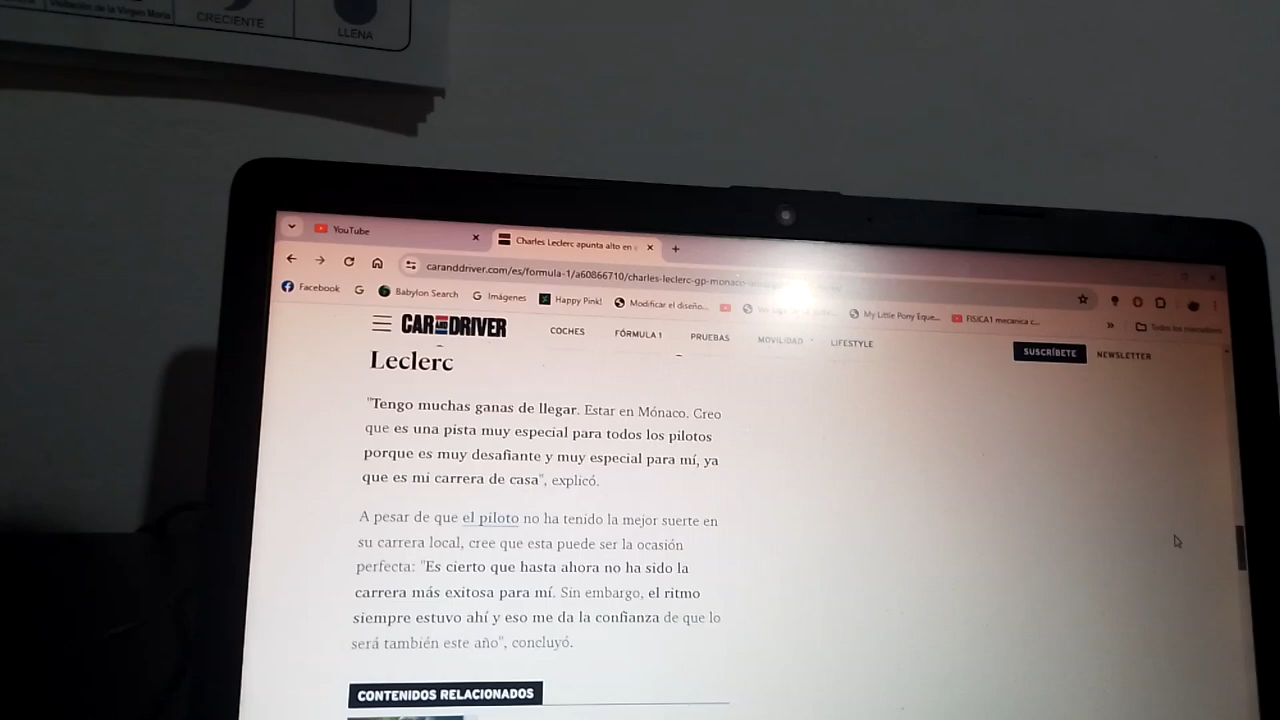 Visitación de la Virgen María
CRECIENTE
LLENA
YouTube
Charles Leclerc apunta alto en
caranddriver.com/es/formula-1/a60866710/charles-leclerc-gp-monaco-
Facebook
Babylon Search
Imágenes
Happy Pink!
Modificar el diseño...
My Little Pony Eque...
FISICA1 mecanica c...
Todos los marcadores
CAR AND DRIVER
COCHES
FÓRMULA 1
PRUEBAS
MOVILIDAD
LIFESTYLE
SUSCRÍBETE
NEWSLETTER
Leclerc
"Tengo muchas ganas de llegar. Estar en Mónaco. Creo
que es una pista muy especial para todos los pilotos
porque es muy desafiante y muy especial para mí, ya
que es mi carrera de casa", explicó.
A pesar de que el piloto no ha tenido la mejor suerte en
su carrera local, cree que esta puede ser la ocasión
perfecta: "Es cierto que hasta ahora no ha sido la
carrera más exitosa para mí. Sin embargo, el ritmo
siempre estuvo ahí y eso me da la confianza de que lo
será también este año", concluyó.
CONTENIDOS RELACIONADOS